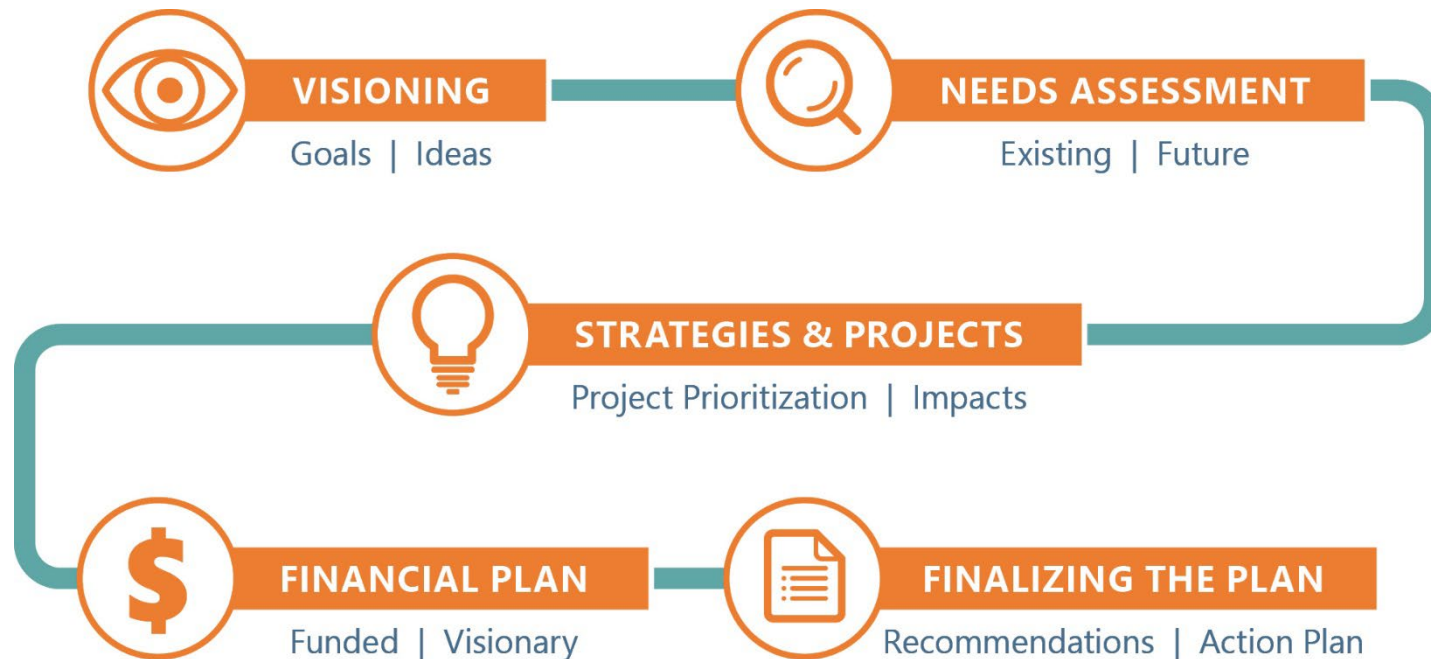 VISIONING
Goals | Ideas
NEEDS ASSESSMENT
Existing | Future
STRATEGIES & PROJECTS
Project Prioritization | Impacts
$
FINANCIAL PLAN
Funded | Visionary
FINALIZING THE PLAN
Recommendations | Action Plan